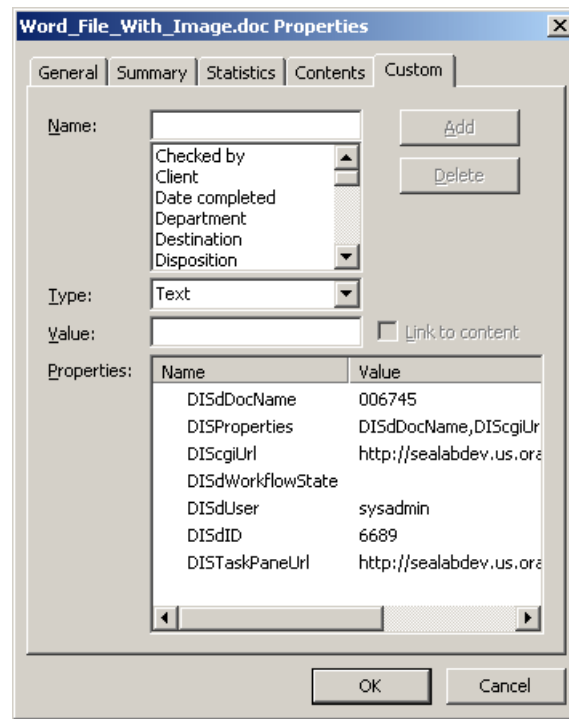 Word_File_With_Image.doc Properties
General Summary Statistics Contents Custom
Name:
Add
Checked by
Client
Date completed
Department
Destination
Disposition
Delete
Type: Text
Value: Link to content
Properties: Name Value
DISdDocName 006745
DISProperties DISdDocName,DIScgiUr
DIScgiUrl http://sealabdev.us.ora
DISdWorkflowState
DISdUser sysadmin
DISdID 6689
DISTaskPaneUrl http://sealabdev.us.ora
OK Cancel